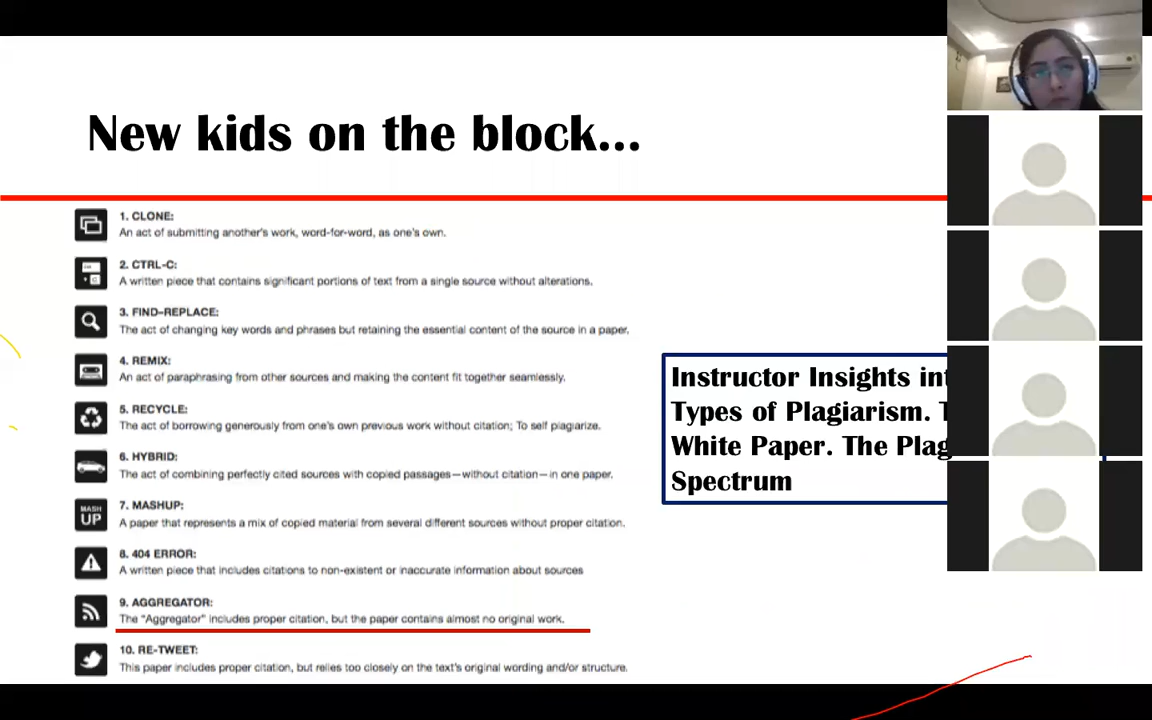 New kids on the block...
1. CLONE:
An act of submitting another's work, word-for-word, as one's own.
2. CTRL-C:
A written piece that contains significant portions of text from a single source without alterations.
3. FIND–REPLACE:
The act of changing key words and phrases but retaining the essential content of the source in a paper.
4. REMIX:
An act of paraphrasing from other sources and making the content fit together seamlessly.
5. RECYCLE:
The act of borrowing generously from one's own previous work without citation; To self plagiarize.
6. HYBRID:
The act of combining perfectly cited sources with copied passages—without citation—in one paper.
MASH
UP
7. MASHUP:
A paper that represents a mix of copied material from several different sources without proper citation.
8. 404 ERROR:
A written piece that includes citations to non-existent or inaccurate information about sources
9. AGGREGATOR:
The "Aggregator" includes proper citation, but the paper contains almost no original work.
10. RE-TWEET:
This paper includes proper citation, but relies too closely on the text's original wording and/or structure.
Instructor Insights
Types of Plagiarism.
White Paper. The
Spectrum